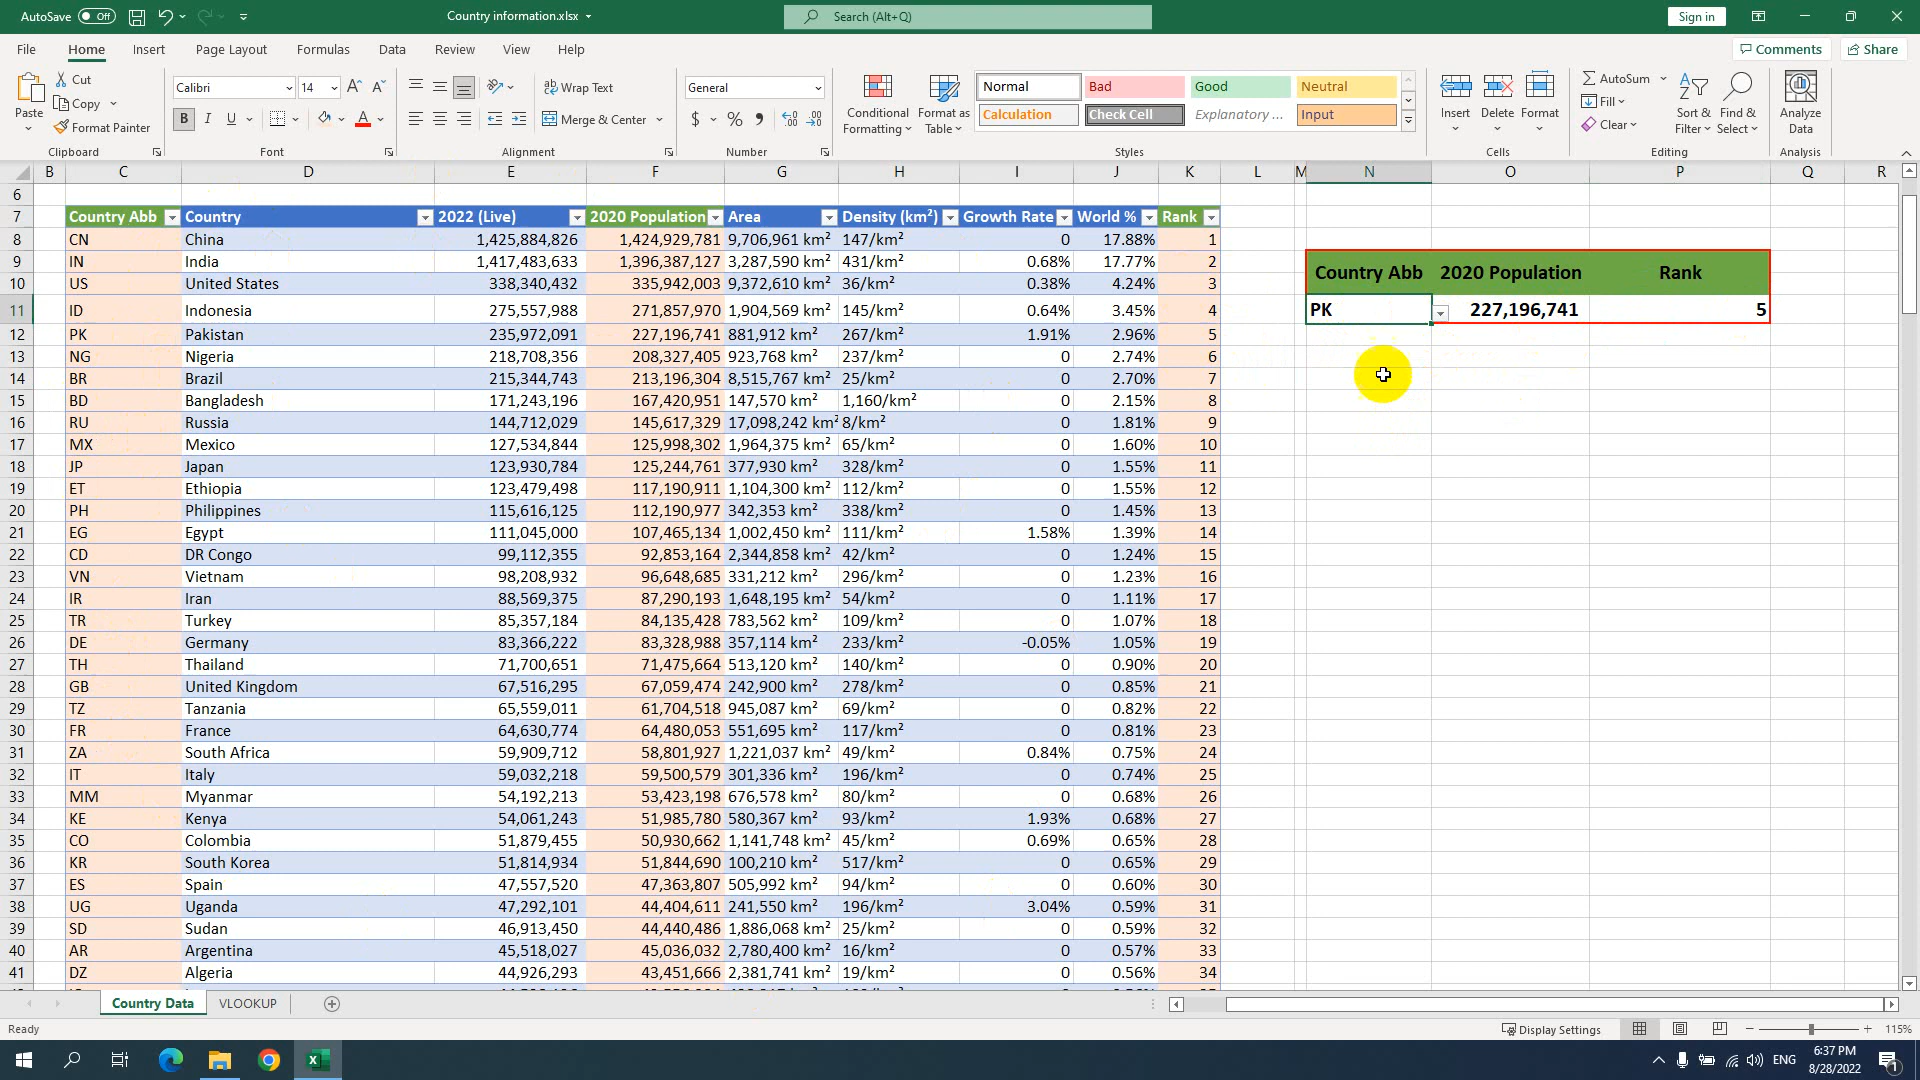 AutoSave Off Country information.xlsx Search (Alt+Q) Sign in
File Home Insert Page Layout Formulas Data Review View Help Comments Share
Paste Cut Copy Format Painter Clipboard
Calibri 14 B I U A Font
Wrap Text Merge & Center Alignment
General $ % Number
Conditional Formatting Format as Table
Normal Bad Good Neutral
Calculation Check Cell Explanatory ... Input
Styles
Insert Delete Format Cells
AutoSum Fill Clear Sort & Filter Find & Select Editing
Analyze Data Analysis
B C D E F G H I J K L M N O P Q R
6
7 Country Abb Country 2022 (Live) 2020 Population Area Density (km²) Growth Rate World % Rank
8 CN China 1,425,884,826 1,424,929,781 9,706,961 km² 147/km² 0 17.88% 1
9 IN India 1,417,483,633 1,396,387,127 3,287,590 km² 431/km² 0.68% 17.77% 2
10 US United States 338,340,432 335,942,003 9,372,610 km² 36/km² 0.38% 4.24% 3
11 ID Indonesia 275,557,988 271,857,970 1,904,569 km² 145/km² 0.64% 3.45% 4
12 PK Pakistan 235,972,091 227,196,741 881,912 km² 267/km² 1.91% 2.96% 5
13 NG Nigeria 218,708,356 208,327,405 923,768 km² 237/km² 0 2.74% 6
14 BR Brazil 215,344,743 213,196,304 8,515,767 km² 25/km² 0 2.70% 7
15 BD Bangladesh 171,243,196 167,420,951 147,570 km² 1,160/km² 0 2.15% 8
16 RU Russia 144,712,029 145,617,329 17,098,242 km² 8/km² 0 1.81% 9
17 MX Mexico 127,534,844 125,998,302 1,964,375 km² 65/km² 0 1.60% 10
18 JP Japan 123,930,784 125,244,761 377,930 km² 328/km² 0 1.55% 11
19 ET Ethiopia 123,479,498 117,190,911 1,104,300 km² 112/km² 0 1.55% 12
20 PH Philippines 115,616,125 112,190,977 342,353 km² 338/km² 0 1.45% 13
21 EG Egypt 111,045,000 107,465,134 1,002,450 km² 111/km² 1.58% 1.39% 14
22 CD DR Congo 99,112,355 92,853,164 2,344,858 km² 42/km² 0 1.24% 15
23 VN Vietnam 98,208,932 96,648,685 331,212 km² 296/km² 0 1.23% 16
24 IR Iran 88,569,375 87,290,193 1,648,195 km² 54/km² 0 1.11% 17
25 TR Turkey 85,357,184 84,135,428 783,562 km² 109/km² 0 1.07% 18
26 DE Germany 83,366,222 83,328,988 357,114 km² 233/km² -0.05% 1.05% 19
27 TH Thailand 71,700,651 71,475,664 513,120 km² 140/km² 0 0.90% 20
28 GB United Kingdom 67,516,295 67,059,474 242,900 km² 278/km² 0 0.85% 21
29 TZ Tanzania 65,559,011 61,704,518 945,087 km² 69/km² 0 0.82% 22
30 FR France 64,630,774 64,480,053 551,695 km² 117/km² 0 0.81% 23
31 ZA South Africa 59,909,712 58,801,927 1,221,037 km² 49/km² 0.84% 0.75% 24
32 IT Italy 59,032,218 59,500,579 301,336 km² 196/km² 0 0.74% 25
33 MM Myanmar 54,192,213 53,423,198 676,578 km² 80/km² 0 0.68% 26
34 KE Kenya 54,061,243 51,985,780 580,367 km² 93/km² 1.93% 0.68% 27
35 CO Colombia 51,879,455 50,930,662 1,141,748 km² 45/km² 0.69% 0.65% 28
36 KR South Korea 51,814,934 51,844,690 100,210 km² 517/km² 0 0.65% 29
37 ES Spain 47,557,520 47,363,807 505,992 km² 94/km² 0 0.60% 30
38 UG Uganda 47,292,101 44,404,611 241,550 km² 196/km² 3.04% 0.59% 31
39 SD Sudan 46,913,450 44,440,486 1,886,068 km² 25/km² 0 0.59% 32
40 AR Argentina 45,518,027 45,036,032 2,780,400 km² 16/km² 0 0.57% 33
41 DZ Algeria 44,926,293 43,451,666 2,381,741 km² 19/km² 0 0.56% 34
Country Abb 2020 Population Rank
PK 227,196,741 5
Country Data VLOOKUP
Ready Display Settings 115%
ENG 6:37 PM
8/28/2022 1